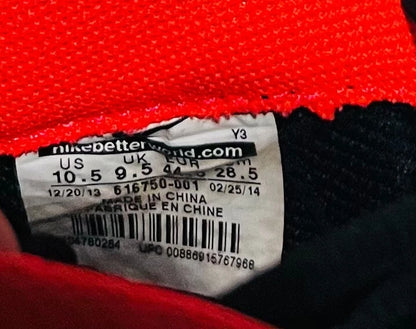 Y3
nikebetterworld.com
US UK EUR cm
10.5 9.5 44.5 28.5
12/20/13 616750-001 02/25/14
MADE IN CHINA
FABRIQUE EN CHINE
UPC 00886915767968